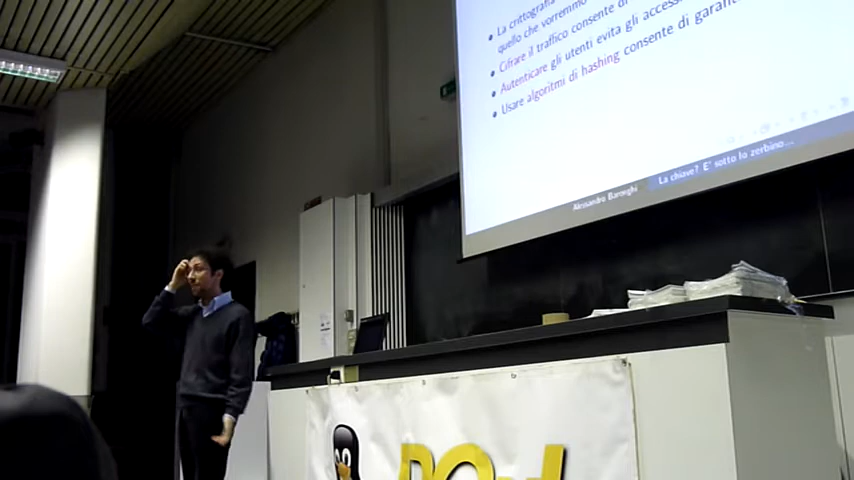 La crittografia
quello che vorremmo
Cifrare il traffico consente di
Autenticare gli utenti evita gli accessi
Usare algoritmi di hashing consente di
Alessandro Barenghi
La chiave? E' sotto lo zerbino...